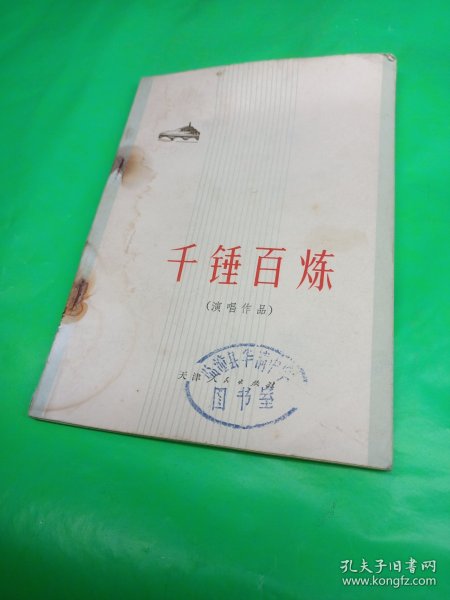 千锤百炼
(演唱作品)
天津人民出版社
图书室
孔夫子旧书网
www.kongfz.com